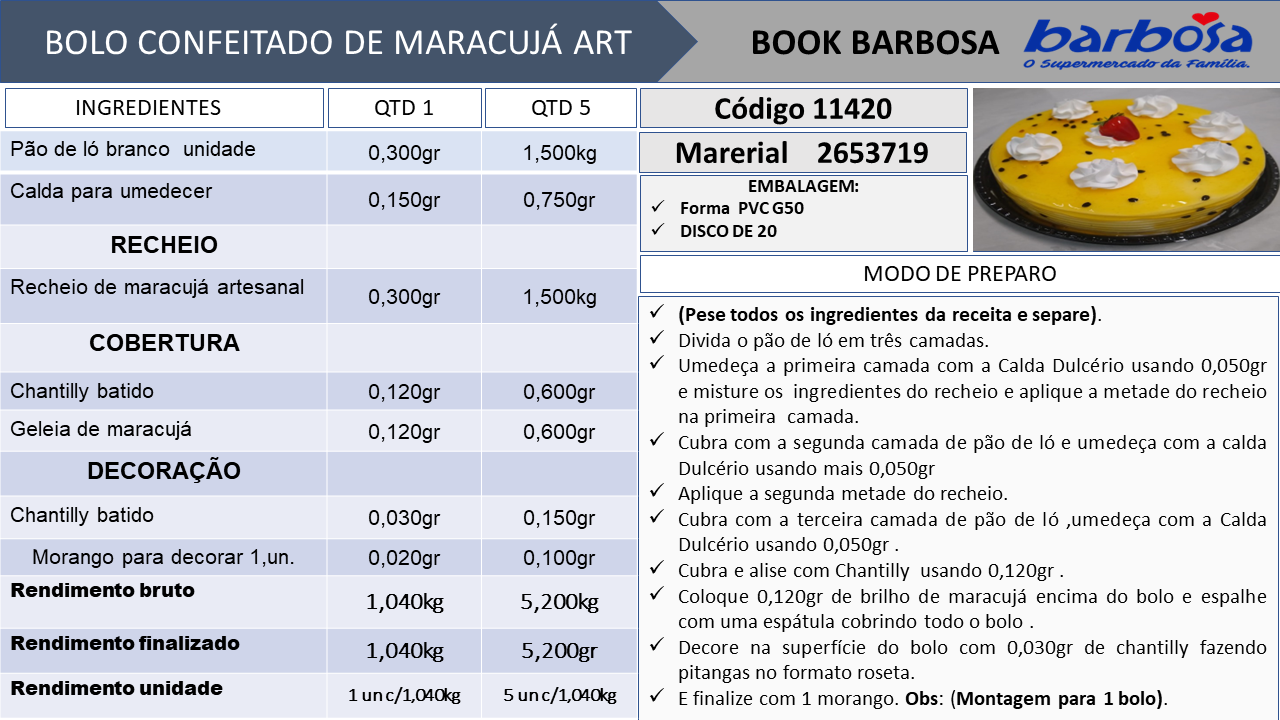 BOLO CONFEITADO DE MARACUJÁ ART
BOOK BARBOSA
barbosa
O Supermercado da Família.
INGREDIENTES QTD 1 QTD 5
Pão de ló branco unidade 0,300gr 1,500kg
Calda para umedecer 0,150gr 0,750gr
RECHEIO
Recheio de maracujá artesanal 0,300gr 1,500kg
COBERTURA
Chantilly batido 0,120gr 0,600gr
Geleia de maracujá 0,120gr 0,600gr
DECORAÇÃO
Chantilly batido 0,030gr 0,150gr
Morango para decorar 1,un. 0,020gr 0,100gr
Rendimento bruto 1,040kg 5,200kg
Rendimento finalizado 1,040kg 5,200gr
Rendimento unidade 1 un c/1,040kg 5 un c/1,040kg
Código 11420
Marerial 2653719
EMBALAGEM:
✓ Forma PVC G50
✓ DISCO DE 20
MODO DE PREPARO
✓ (Pese todos os ingredientes da receita e separe).
✓ Divida o pão de ló em três camadas.
✓ Umedeça a primeira camada com a Calda Dulcério usando 0,050gr
e misture os ingredientes do recheio e aplique a metade do recheio
na primeira camada.
✓ Cubra com a segunda camada de pão de ló e umedeça com a calda
Dulcério usando mais 0,050gr
✓ Aplique a segunda metade do recheio.
✓ Cubra com a terceira camada de pão de ló ,umedeça com a Calda
Dulcério usando 0,050gr .
✓ Cubra e alise com Chantilly usando 0,120gr .
✓ Coloque 0,120gr de brilho de maracujá encima do bolo e espalhe
com uma espátula cobrindo todo o bolo .
✓ Decore na superfície do bolo com 0,030gr de chantilly fazendo
pitangas no formato roseta.
✓ E finalize com 1 morango. Obs: (Montagem para 1 bolo).